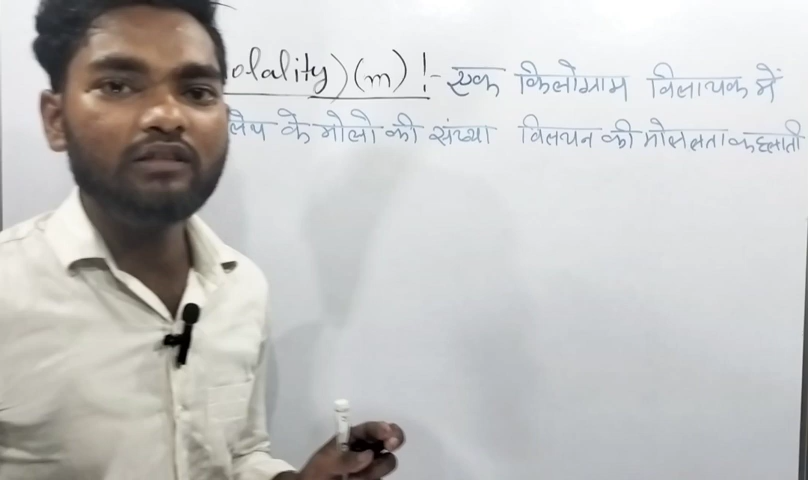 olality) (m) !- एक किलोग्राम विलायक में
लेय के मोलो की संख्या विलयन की मोललता कहलाती